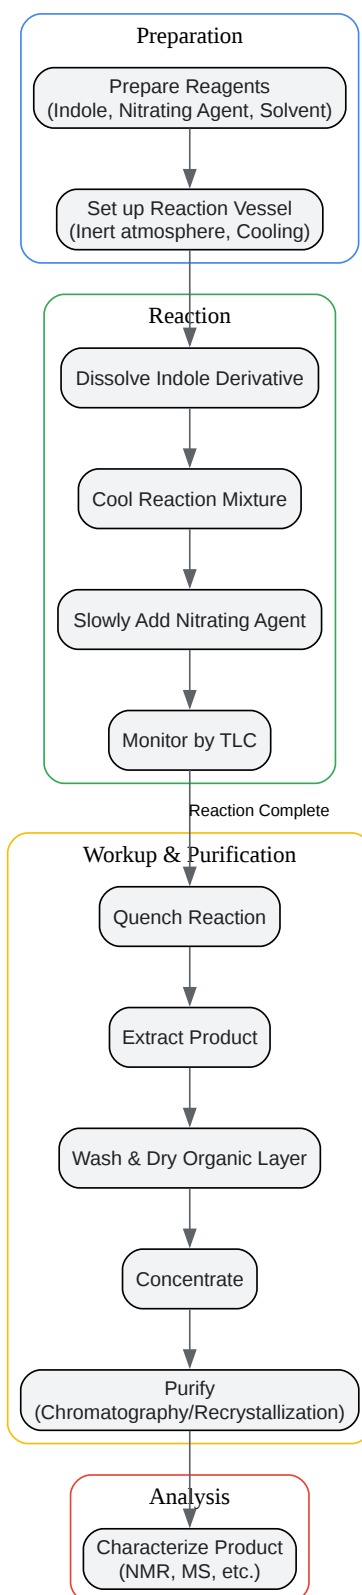 Preparation
Prepare Reagents
(Indole, Nitrating Agent, Solvent)
Set up Reaction Vessel
(Inert atmosphere, Cooling)
Reaction
Dissolve Indole Derivative
Cool Reaction Mixture
Slowly Add Nitrating Agent
Monitor by TLC
Reaction Complete
Workup & Purification
Quench Reaction
Extract Product
Wash & Dry Organic Layer
Concentrate
Purify
(Chromatography/Recrystallization)
Analysis
Characterize Product
(NMR, MS, etc.)